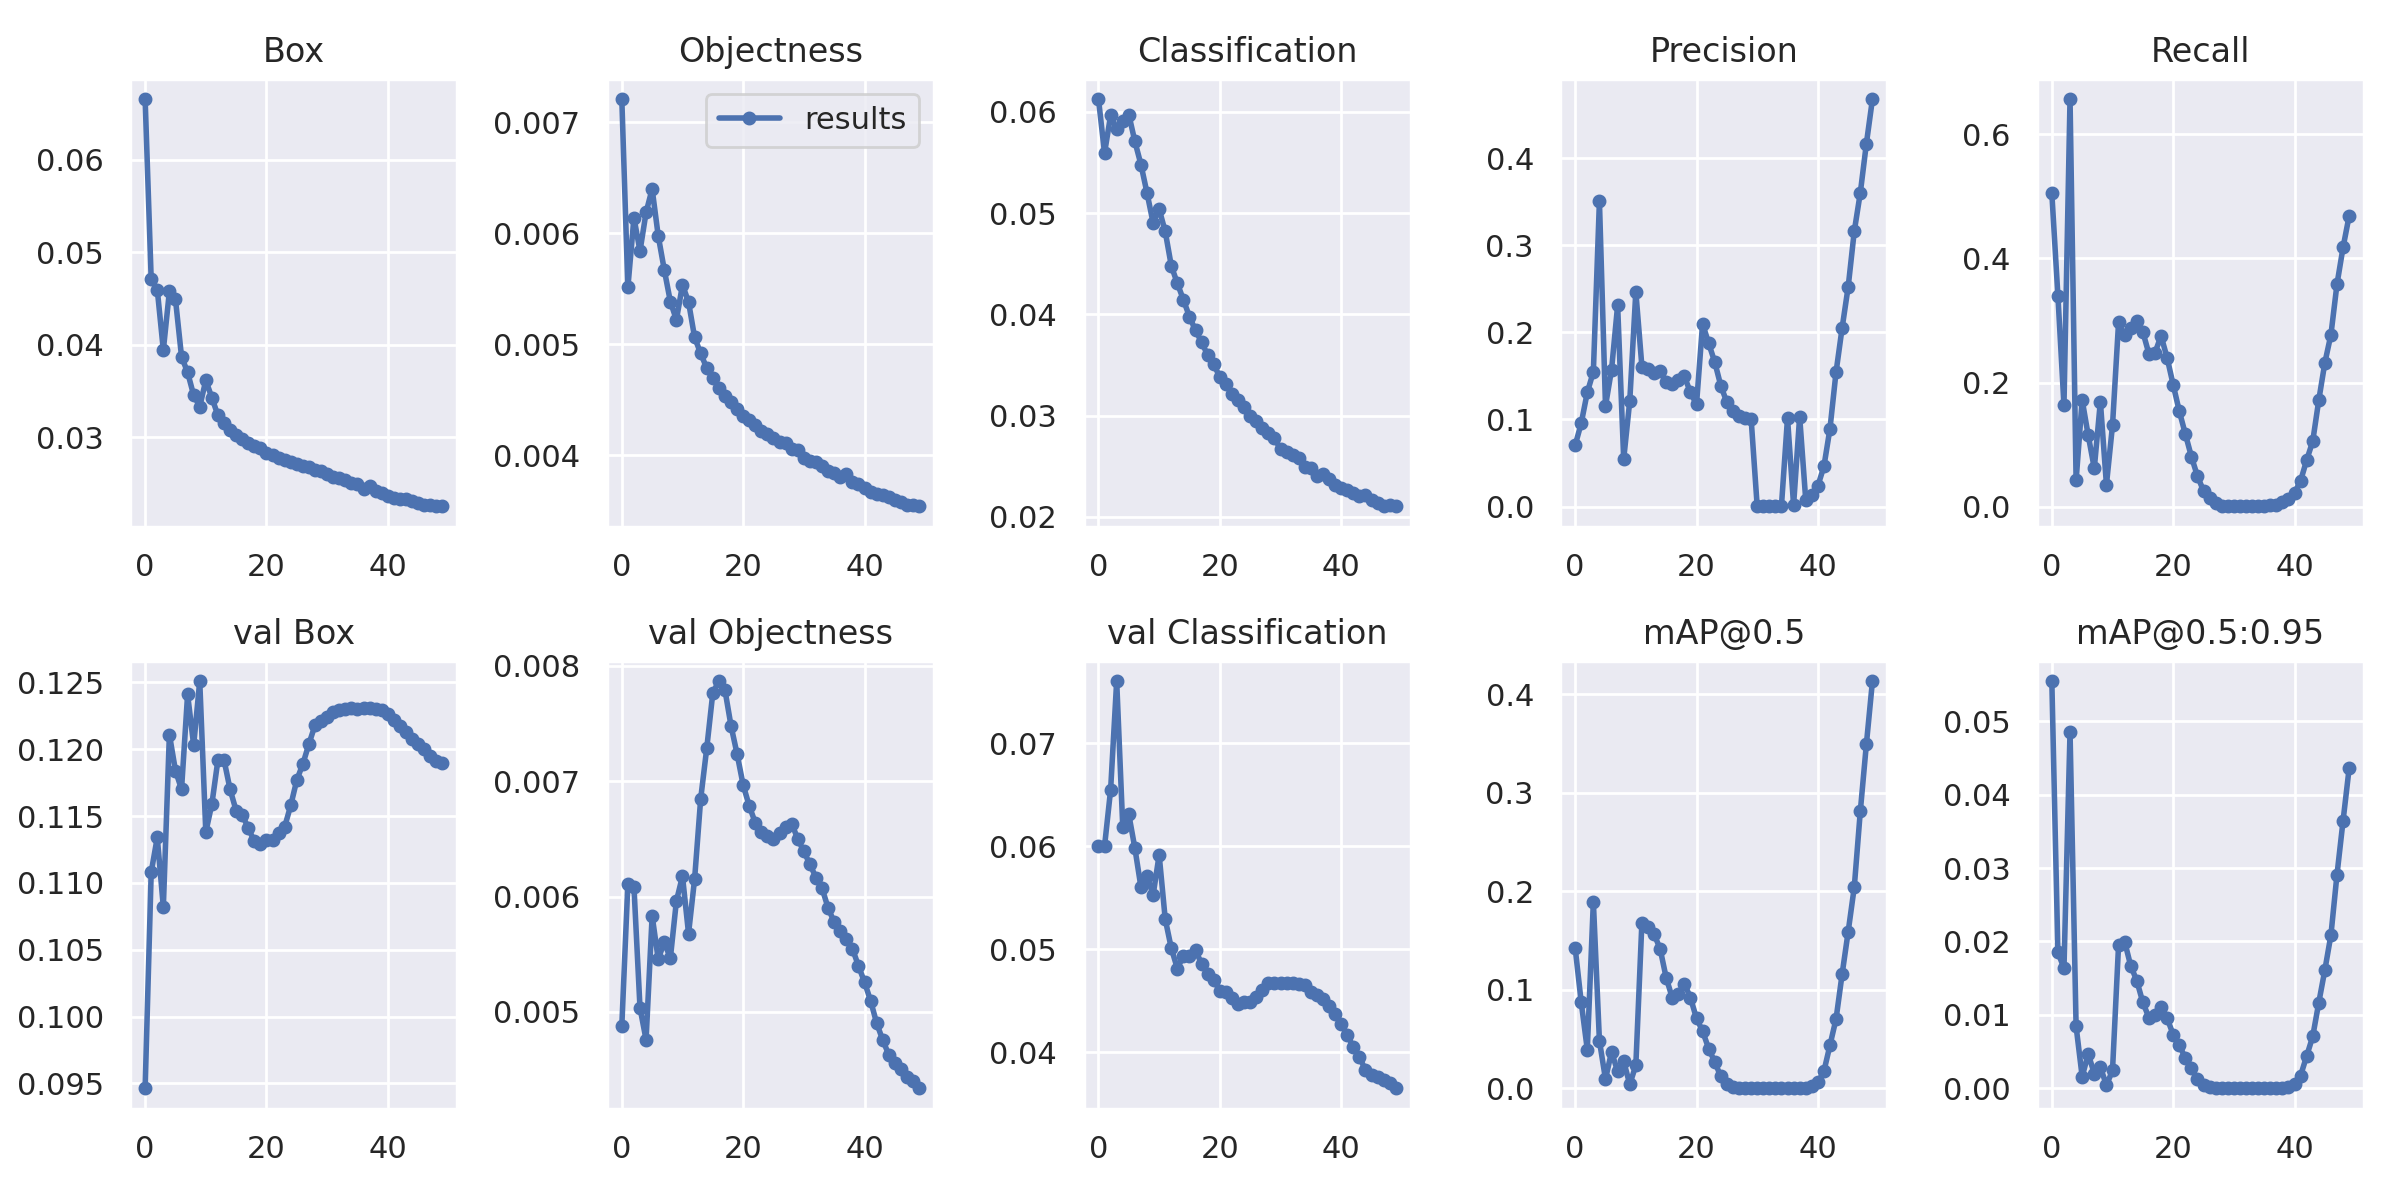 Box
Objectness
Classification
Precision
Recall
results
0.06
0.05
0.04
0.03
0 20 40
0.007
0.006
0.005
0.004
0 20 40
0.06
0.05
0.04
0.03
0.02
0 20 40
0.4
0.3
0.2
0.1
0.0
0 20 40
0.6
0.4
0.2
0.0
0 20 40
val Box
val Objectness
val Classification
mAP@0.5
mAP@0.5:0.95
0.125
0.120
0.115
0.110
0.105
0.100
0.095
0 20 40
0.008
0.007
0.006
0.005
0 20 40
0.07
0.06
0.05
0.04
0 20 40
0.4
0.3
0.2
0.1
0.0
0 20 40
0.05
0.04
0.03
0.02
0.01
0.00
0 20 40